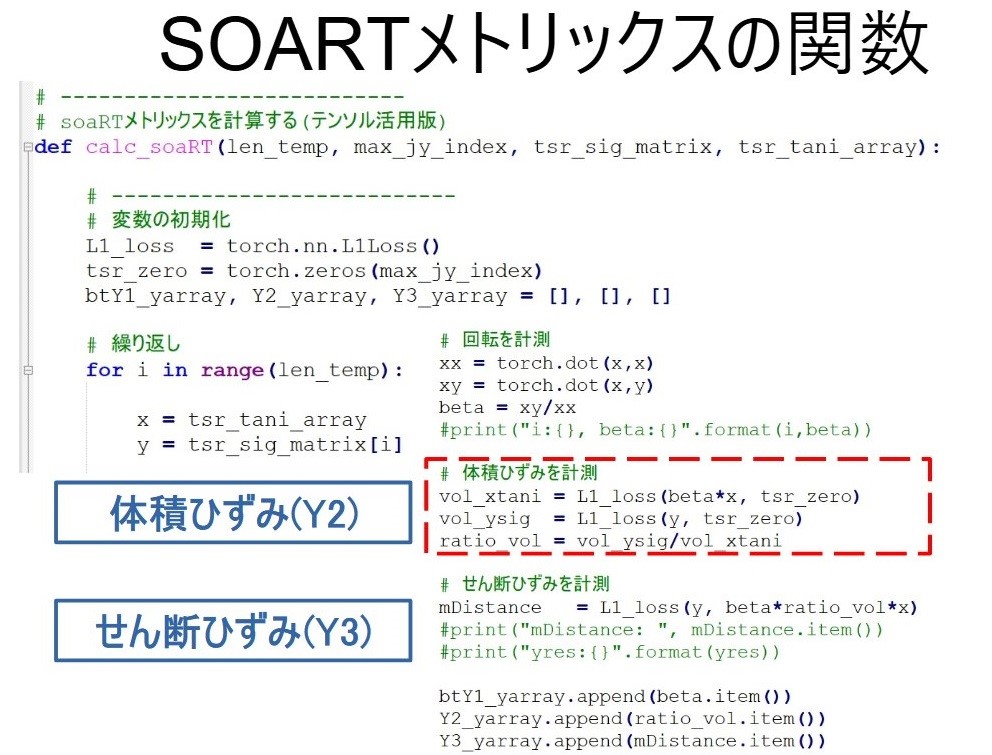 SOARTメトリックスの関数
# ---------------------------
# soaRTメトリックスを計算する(テンソル活用版)
def calc_soaRT(len_temp, max_jy_index, tsr_sig_matrix, tsr_tani_array):
# ---------------------------
# 変数の初期化
L1_loss  = torch.nn.L1Loss()
tsr_zero = torch.zeros(max_jy_index)
btY1_yarray, Y2_yarray, Y3_yarray = [], [], []
# 繰り返し
for i in range(len_temp):
x = tsr_tani_array
y = tsr_sig_matrix[i]
# 回転を計測
xx = torch.dot(x,x)
xy = torch.dot(x,y)
beta = xy/xx
#print("i:{}, beta:{}".format(i,beta))
体積ひずみ(Y2)
# 体積ひずみを計測
vol_xtani = L1_loss(beta*x, tsr_zero)
vol_ysig  = L1_loss(y, tsr_zero)
ratio_vol = vol_ysig/vol_xtani
せん断ひずみ(Y3)
# せん断ひずみを計測
mDistance   = L1_loss(y, beta*ratio_vol*x)
#print("mDistance: ", mDistance.item())
#print("yres:{}".format(yres))
btY1_yarray.append(beta.item())
Y2_yarray.append(ratio_vol.item())
Y3_yarray.append(mDistance.item())